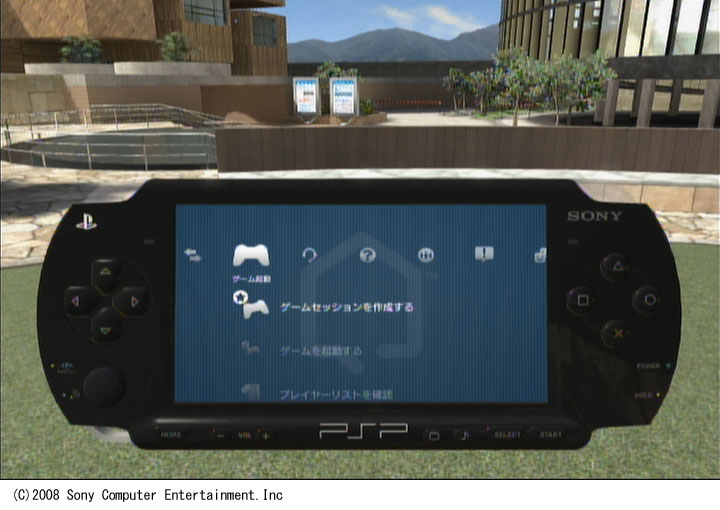 SONY
ゲーム起動
ゲームセッションを作成する
ゲームを起動する
プレイヤーリストを確認
POWER
HOLD
HOME
VOL
PSP
SELECT
START
(C)2008 Sony Computer Entertainment.Inc